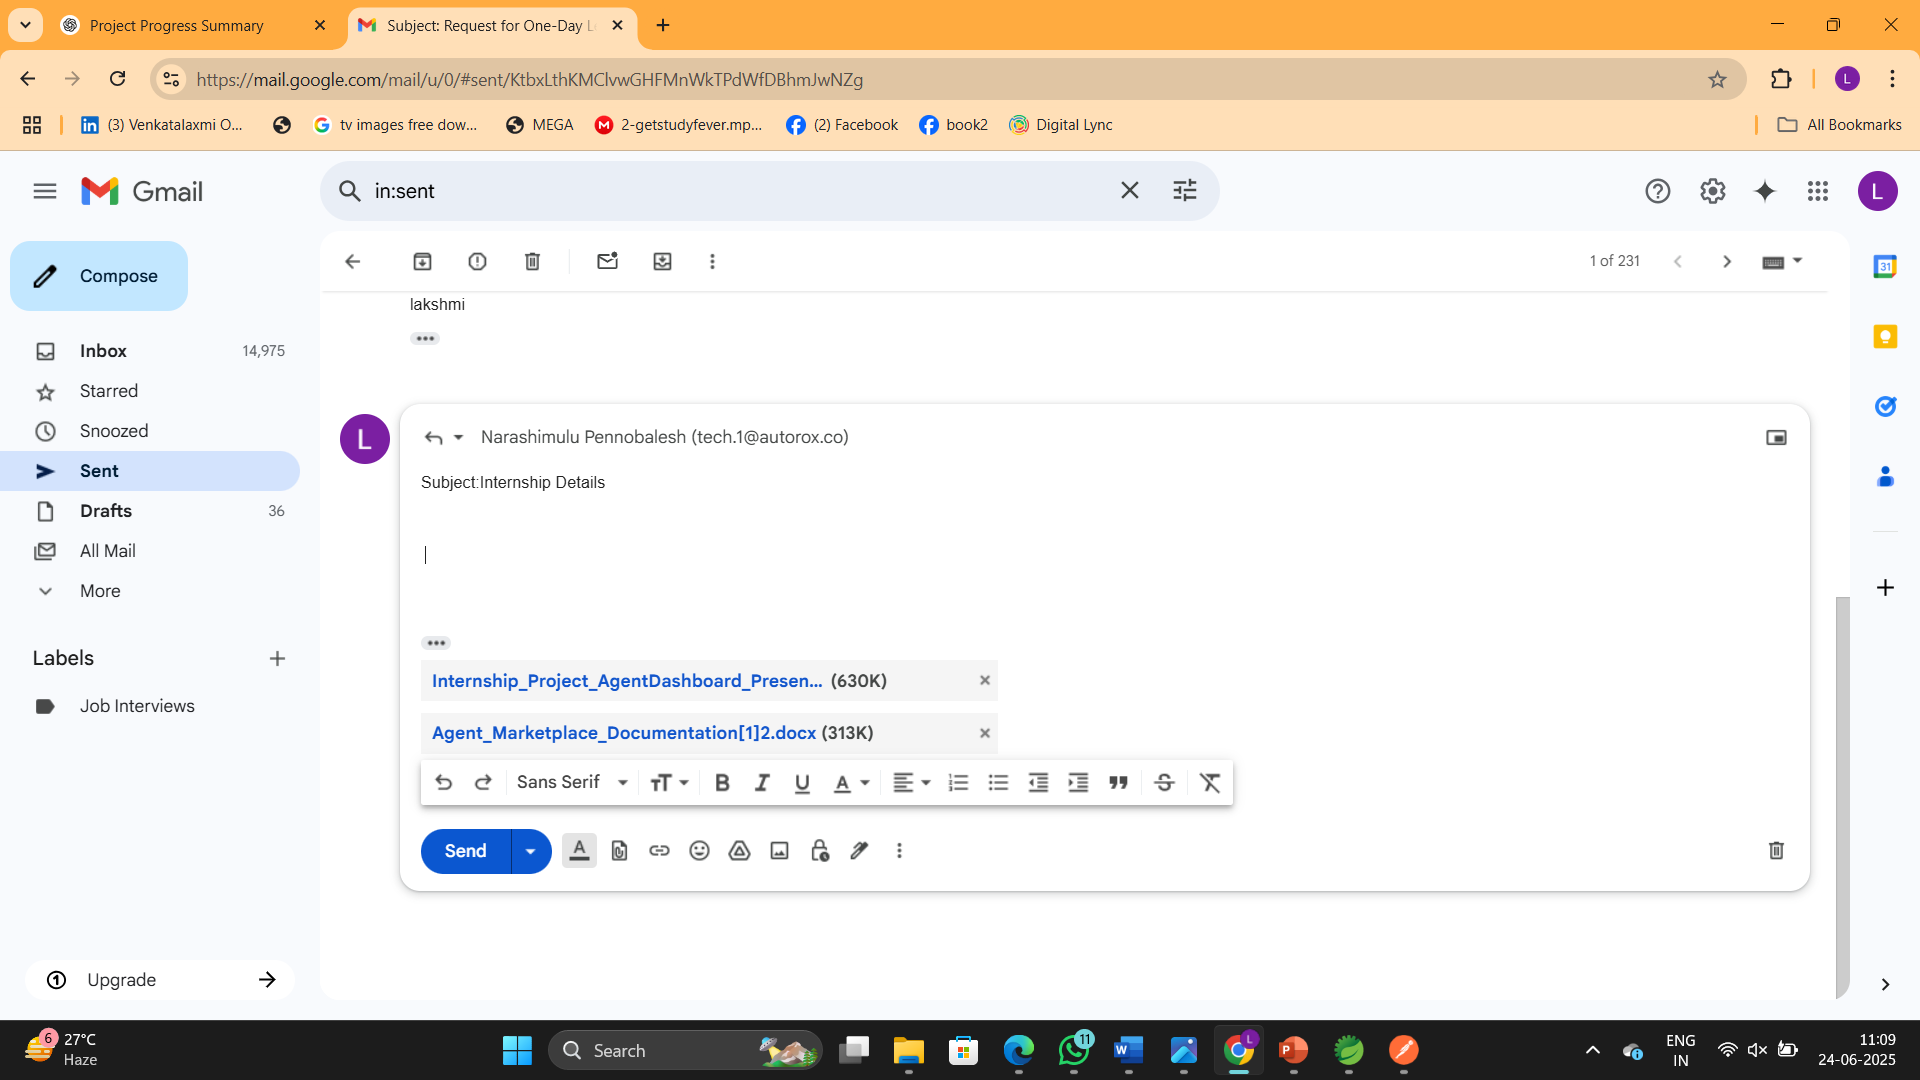 Project Progress Summary
Subject: Request for One-Day L
https://mail.google.com/mail/u/0/#sent/KtbxLthKMClvwGHFMnWkTPdWfDBhmJwNZg
L
(3) Venkatalaxmi O...
tv images free dow...
MEGA
2-getstudyfever.mp...
(2) Facebook
book2
Digital Lync
All Bookmarks
Gmail
in:sent
L
Compose
1 of 231
31
lakshmi
Inbox 14,975
Starred
Snoozed
Sent
Drafts 36
All Mail
More
Labels
Job Interviews
L
Narashimulu Pennobalesh (tech.1@autorox.co)
Subject:Internship Details
Internship_Project_AgentDashboard_Presen... (630K)
Agent_Marketplace_Documentation[1]2.docx (313K)
Sans Serif
Send
Upgrade
6
27°C
Haze
Search
11
L
ENG
IN
11:09
24-06-2025